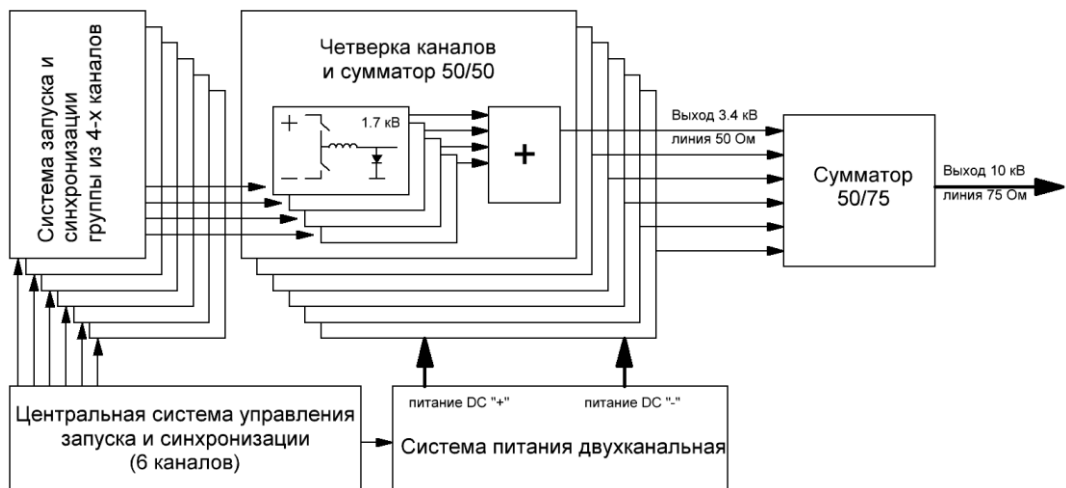 Система запуска и
синхронизации
группы из 4-х каналов
Четверка каналов
и сумматор 50/50
+
1.7 кВ
–
+
Выход 3.4 кВ
линия 50 Ом
Сумматор
50/75
Выход 10 кВ
линия 75 Ом
питание DC "+"
питание DC "-"
Центральная система управления
запуска и синхронизации
(6 каналов)
Система питания двухканальная